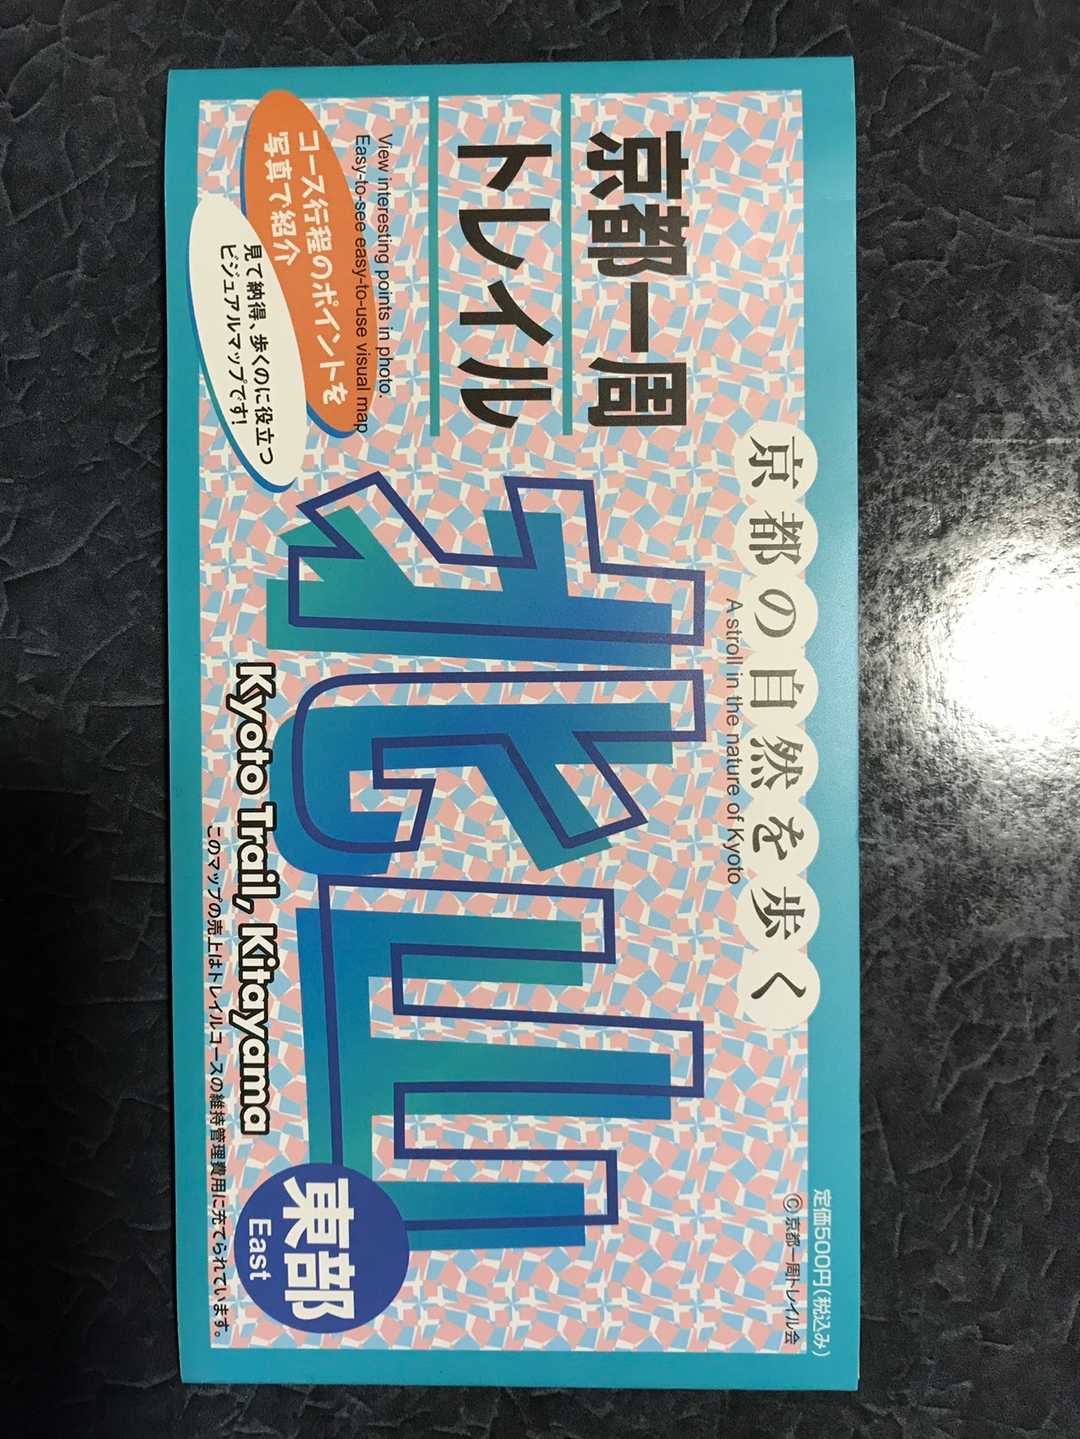 定価500円(税込み)
©京都一周トレイル会
京都の自然を歩く
A stroll in the nature of Kyoto
京都一周
トレイル
View interesting points in photo.
Easy-to-see easy-to-use visual map
コース行程のポイントを
写真で紹介
見て納得、歩くのに役立つ
ビジュアルマップです!
北山
東部
East
Kyoto Trail, Kitayama
このマップの売上はトレイルコースの維持管理費用に充てられています。